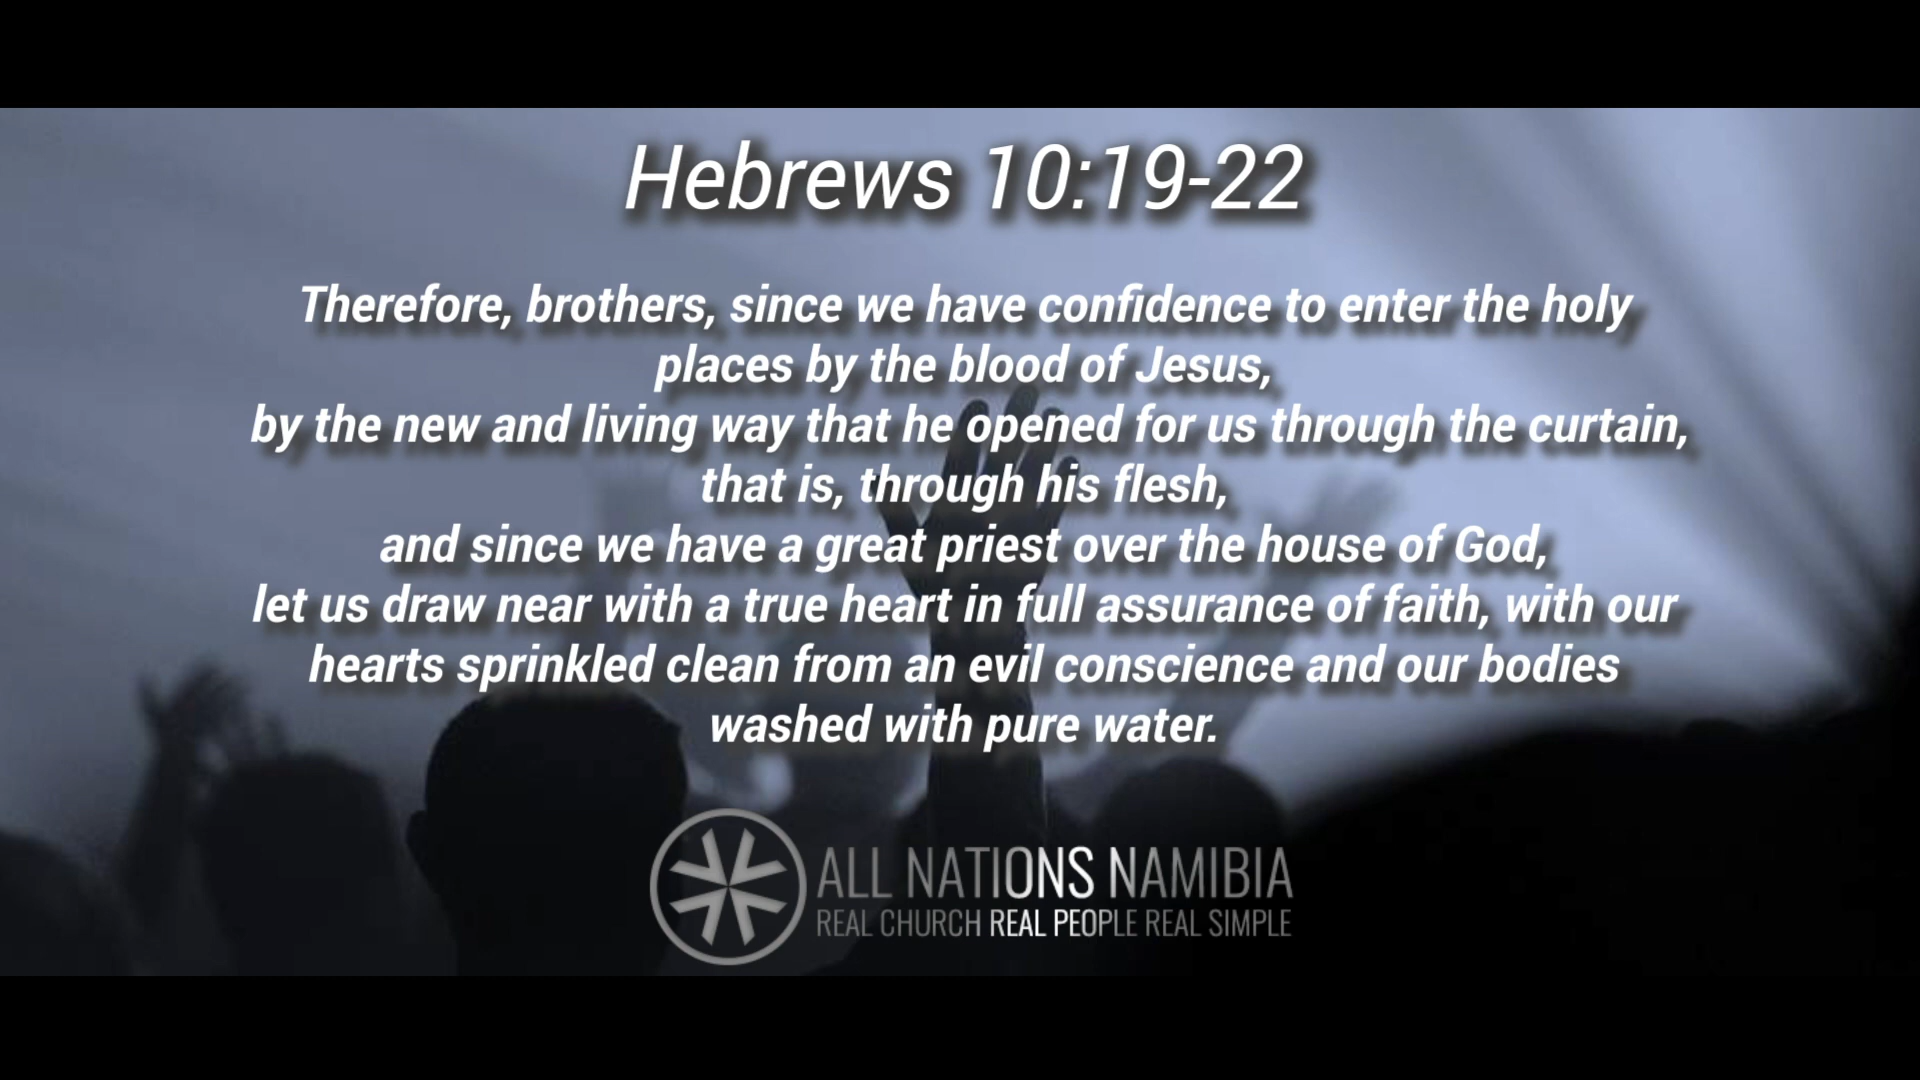 Hebrews 10:19-22
Therefore, brothers, since we have confidence to enter the holy
places by the blood of Jesus,
by the new and living way that he opened for us through the curtain,
that is, through his flesh,
and since we have a great priest over the house of God,
let us draw near with a true heart in full assurance of faith, with our
hearts sprinkled clean from an evil conscience and our bodies
washed with pure water.
ALL NATIONS NAMIBIA
REAL CHURCH REAL PEOPLE REAL SIMPLE